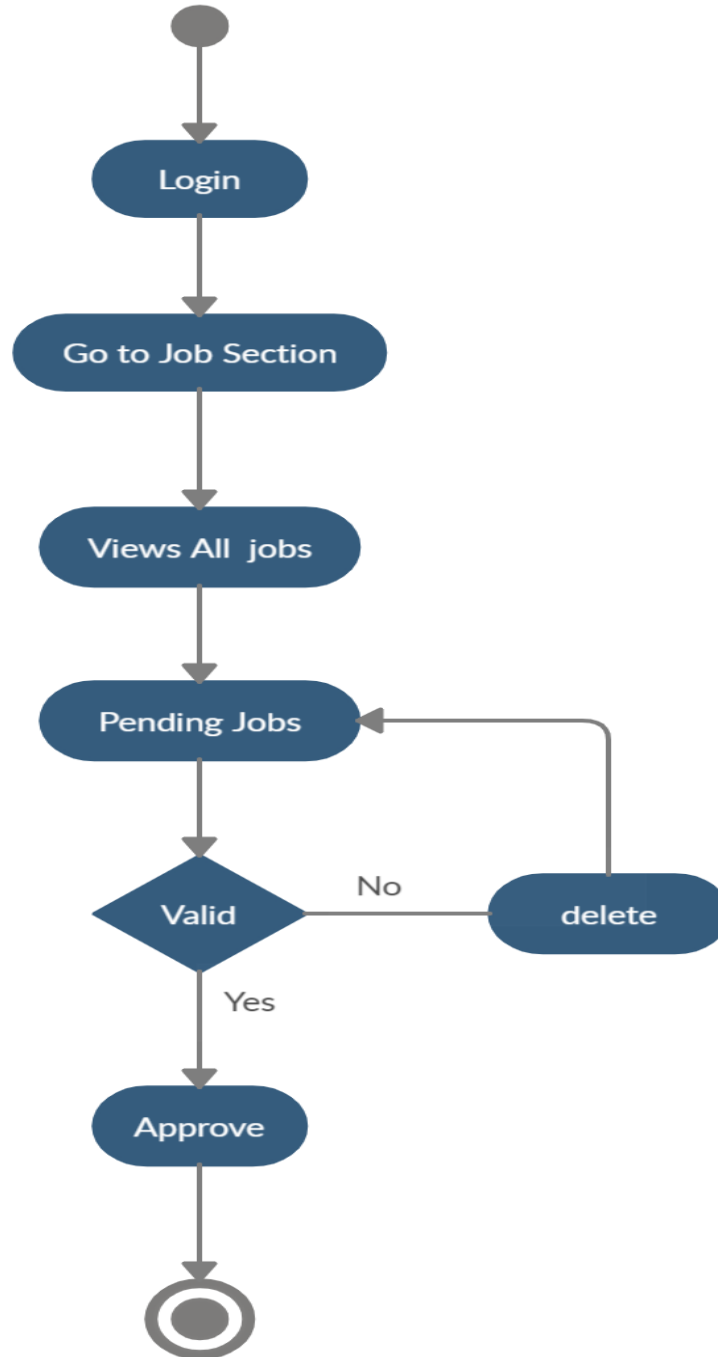 Login
Go to Job Section
Views All jobs
Pending Jobs
Valid
No
delete
Yes
Approve